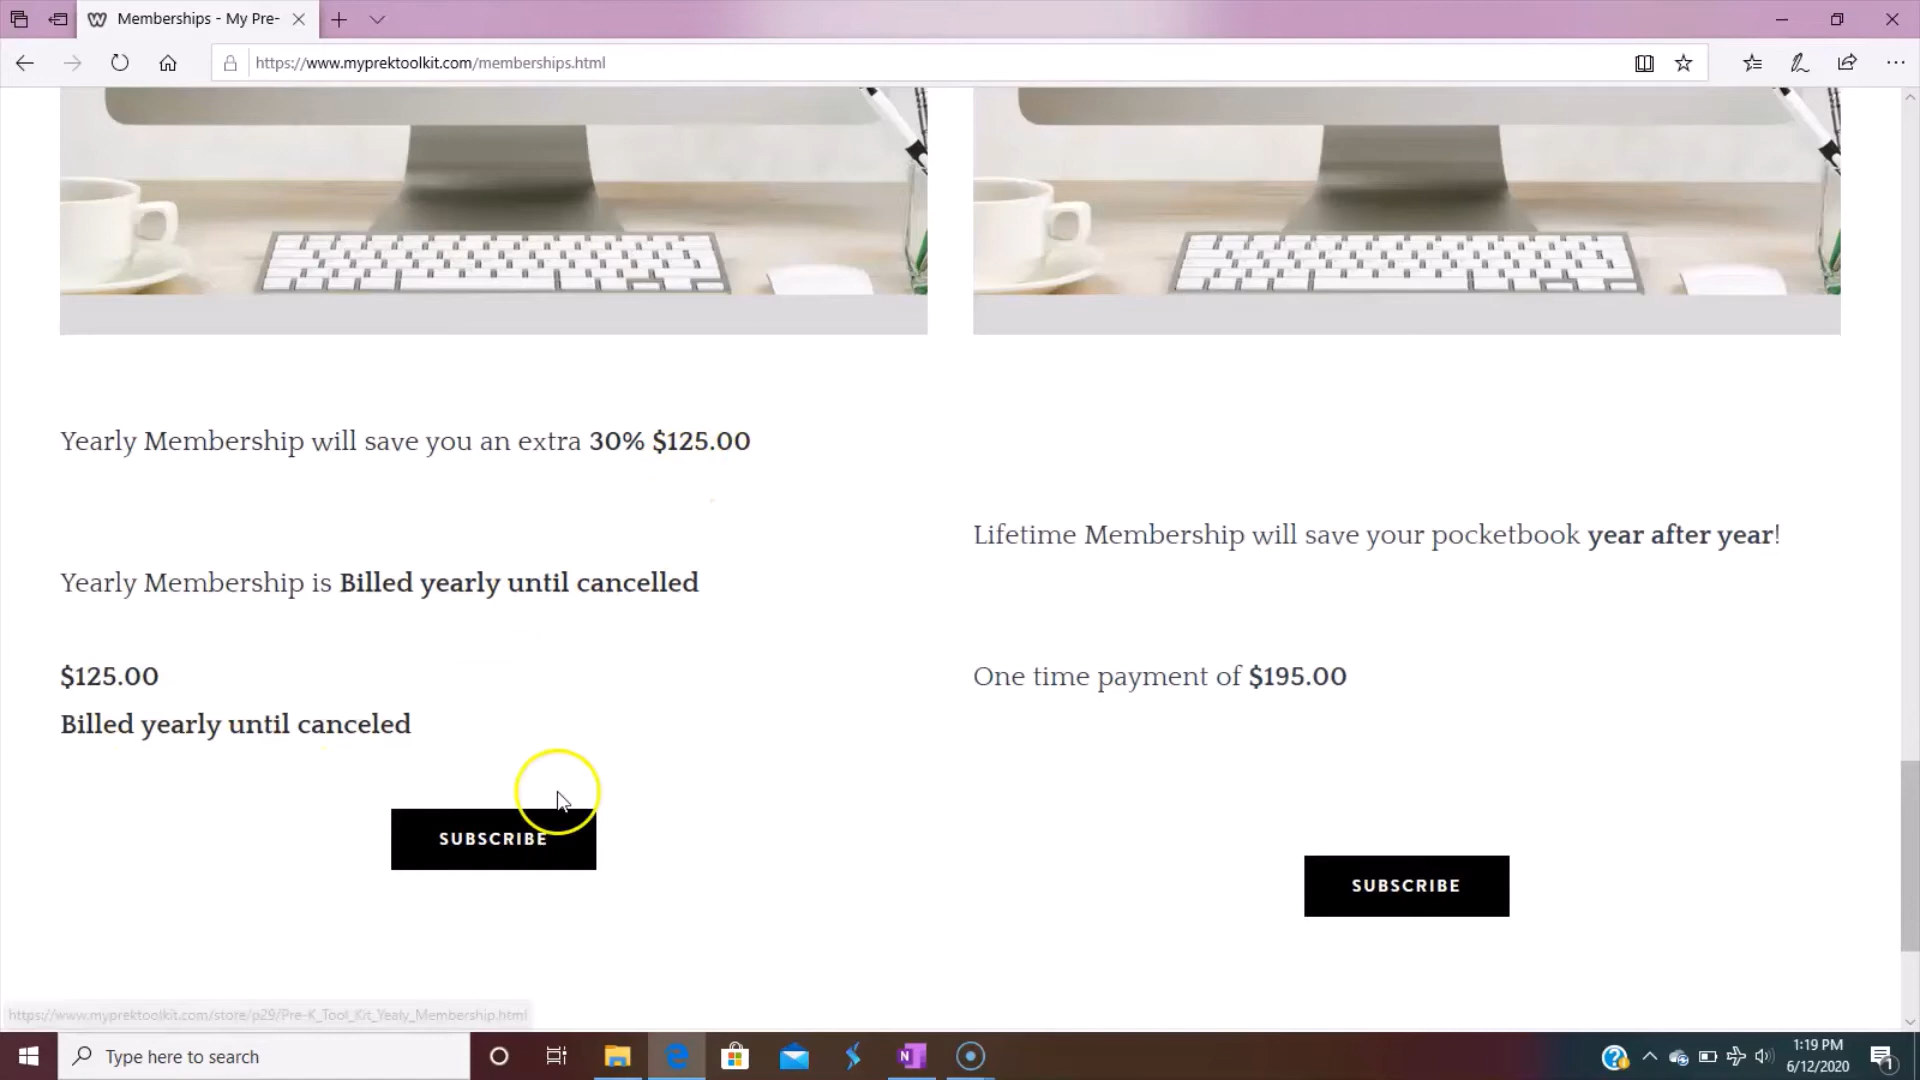 Memberships - My Pre-
https://www.myprektoolkit.com/memberships.html
Yearly Membership will save you an extra 30% $125.00
Yearly Membership is Billed yearly until cancelled
$125.00
Billed yearly until canceled
SUBSCRIBE
Lifetime Membership will save your pocketbook year after year!
One time payment of $195.00
SUBSCRIBE
https://www.myprektoolkit.com/store/p29/Pre-K_Tool_Kit_Yealy_Membership.html
Type here to search
1:19 PM
6/12/2020
1